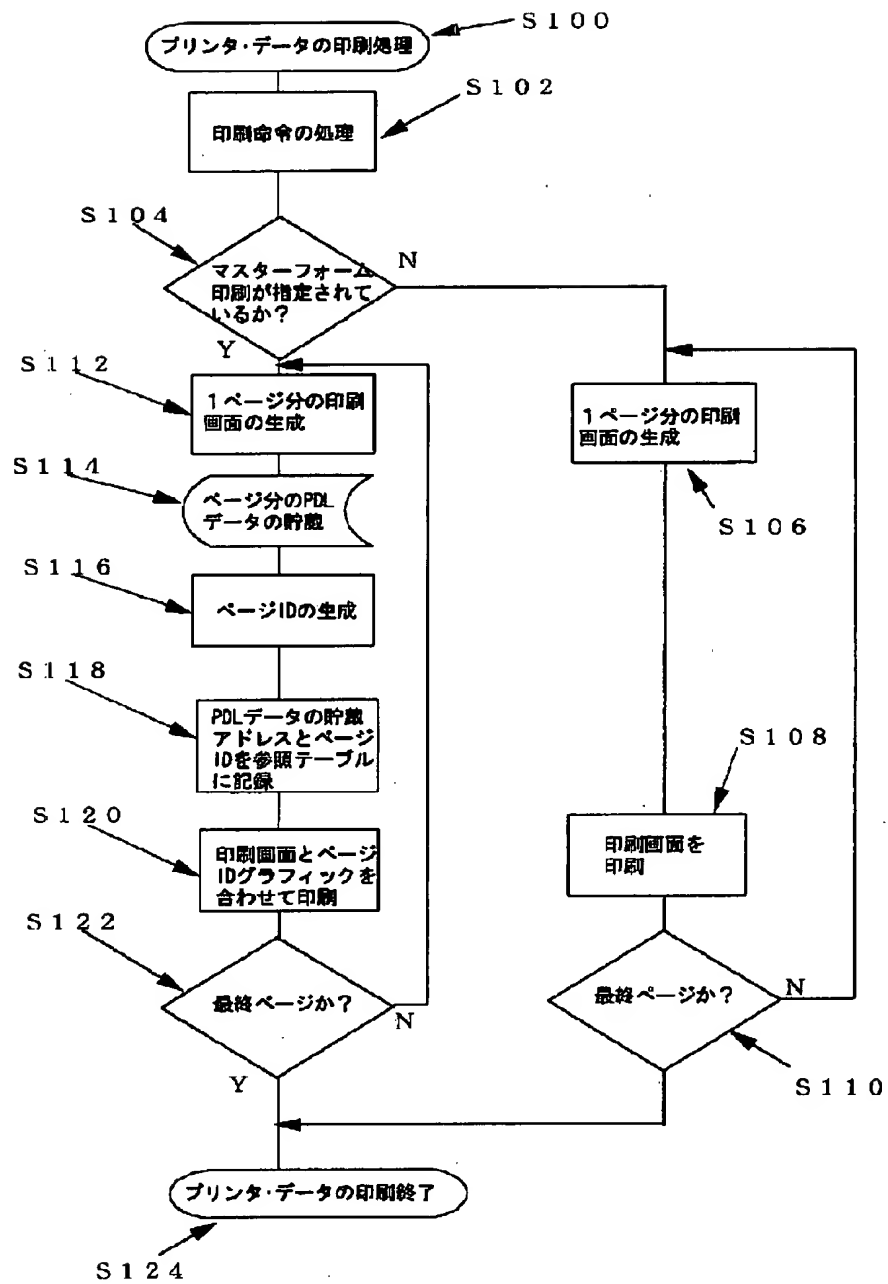 S100
プリンタ・データの印刷処理
S102
印刷命令の処理
S104
マスターフォーム
印刷が指定されて
いるか？
N
Y
S112
1ページ分の印刷
画面の生成
S114
ページ分のPDL
データの貯蔵
S116
ページIDの生成
S118
PDLデータの貯蔵
アドレスとページ
IDを参照テーブル
に記録
S120
印刷画面とページ
IDグラフィックを
合わせて印刷
S122
最終ページか？
N
Y
1ページ分の印刷
画面の生成
S106
S108
印刷画面を
印刷
最終ページか？
N
S110
プリンタ・データの印刷終了
S124